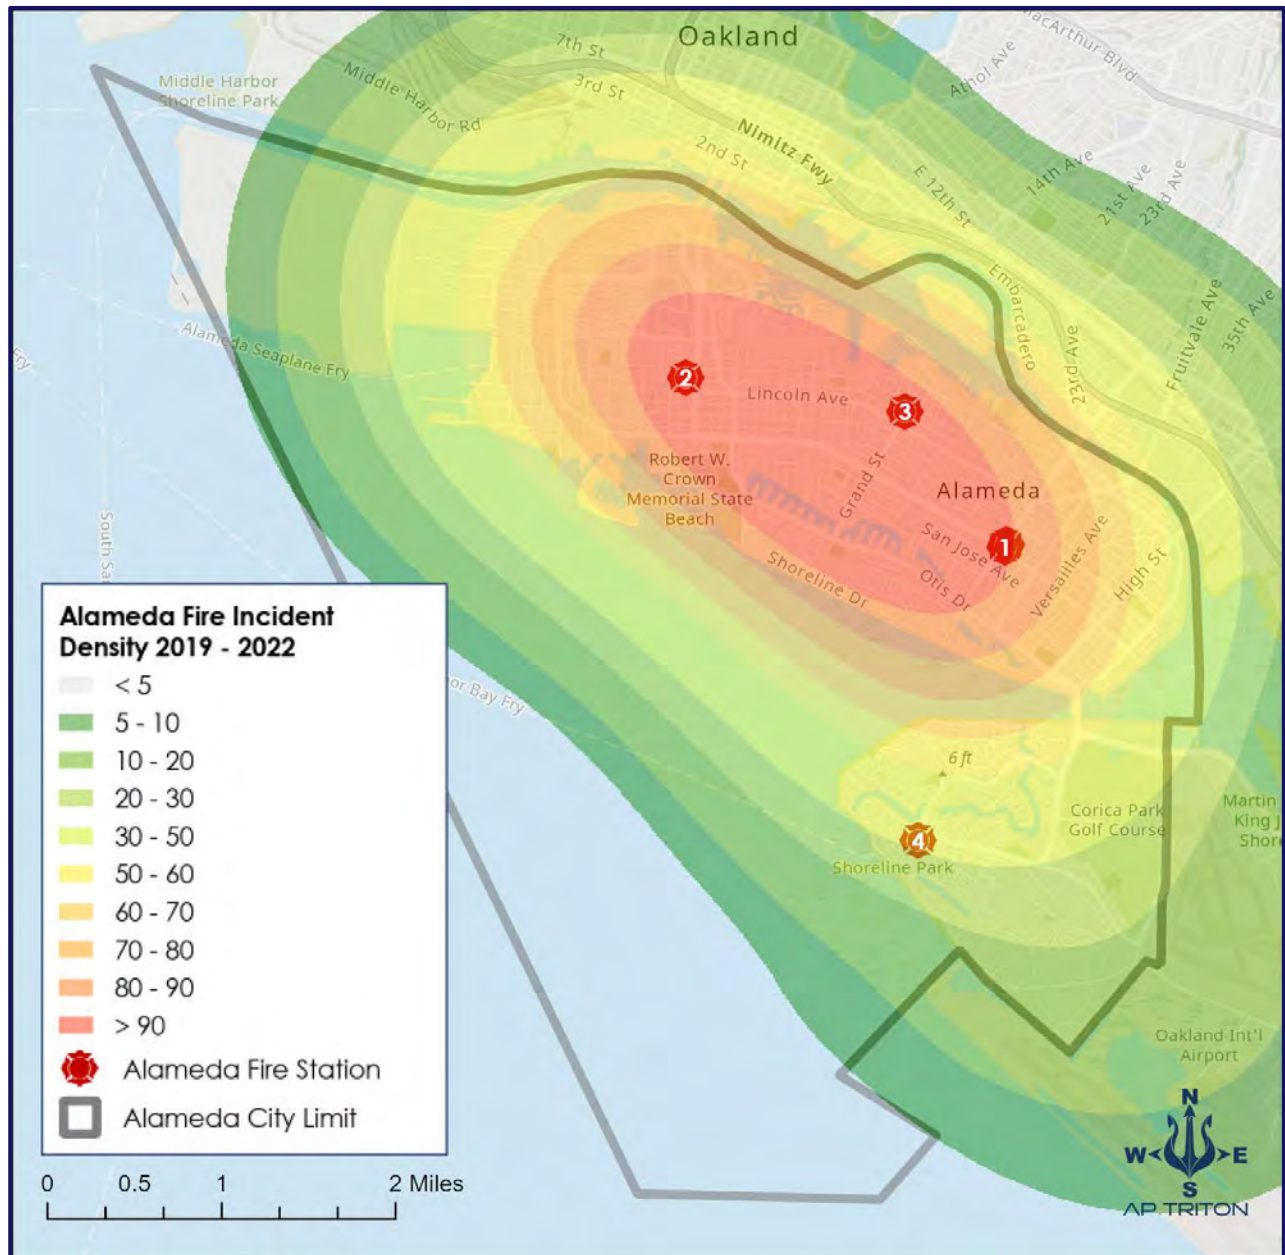 Oakland
MacArthur Blvd
7th St
Athol Ave
Middle Harbor
Shoreline Park
Middle Harbor Rd
3rd St
Nimitz Fwy
2nd St
14th Ave
E 12th St
21st Ave
23rd Ave
Embarcadero
Fruitvale Ave
35th Ave
23rd Ave
Alameda Seaplane Fry
Fry
2
Lincoln Ave
3
Robert W.
Crown
Memorial State
Beach
Grand St
Alameda
1
San Jose Ave
Versailles Ave
High St
Otis Dr
Shoreline Dr
South
bor Bay Fry
6 ft
Corica Park
Golf Course
Martin
King J
Shore
4
Shoreline Park
Oakland Int'l
Airport
Alameda Fire Incident
Density 2019 - 2022
< 5
5 - 10
10 - 20
20 - 30
30 - 50
50 - 60
60 - 70
70 - 80
80 - 90
> 90
Alameda Fire Station
Alameda City Limit
0 0.5 1 2 Miles
N
W E
S
AP TRITON